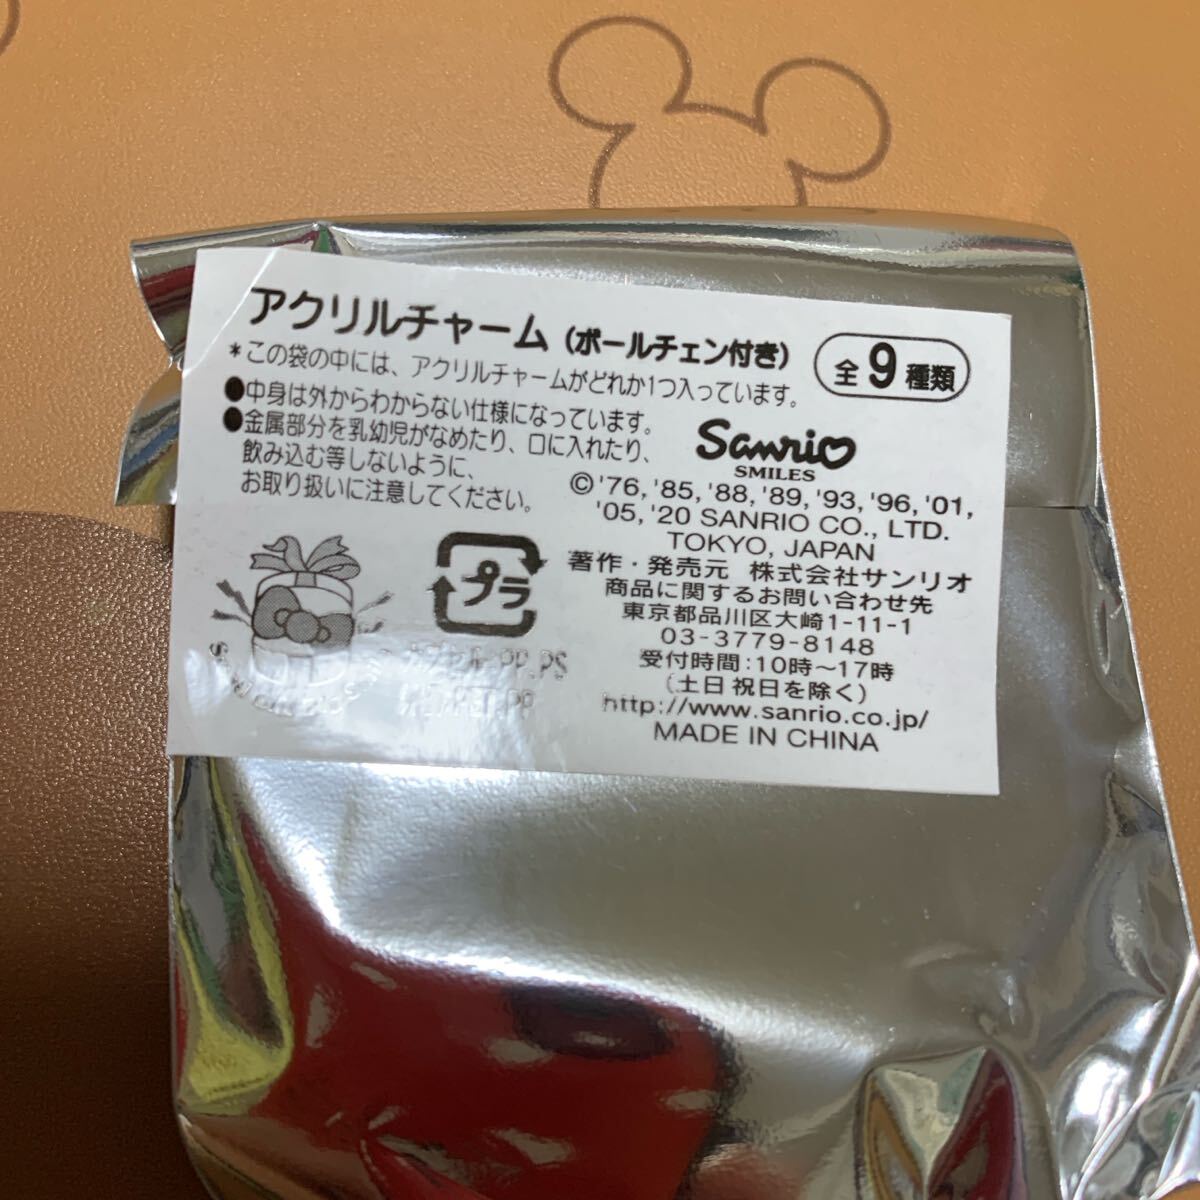 アクリルチャーム(ボールチェン付き)
全9種類
*この袋の中には、アクリルチャームがどれか1つ入っています。
●中身は外からわからない仕様になっています。
●金属部分を乳幼児がなめたり、口に入れたり、
飲み込む等しないように、
お取り扱いに注意してください。
Sanrio
SMILES
©'76,'85,'88,'89,'93,'96,'01,
'05,'20 SANRIO CO., LTD.
TOKYO, JAPAN
著作・発売元 株式会社サンリオ
商品に関するお問い合わせ先
東京都品川区大崎1-11-1
03-3779-8148
受付時間:10時~17時
(土日祝日を除く)
http://www.sanrio.co.jp/
MADE IN CHINA
プラ
PP,PS
PET,PP